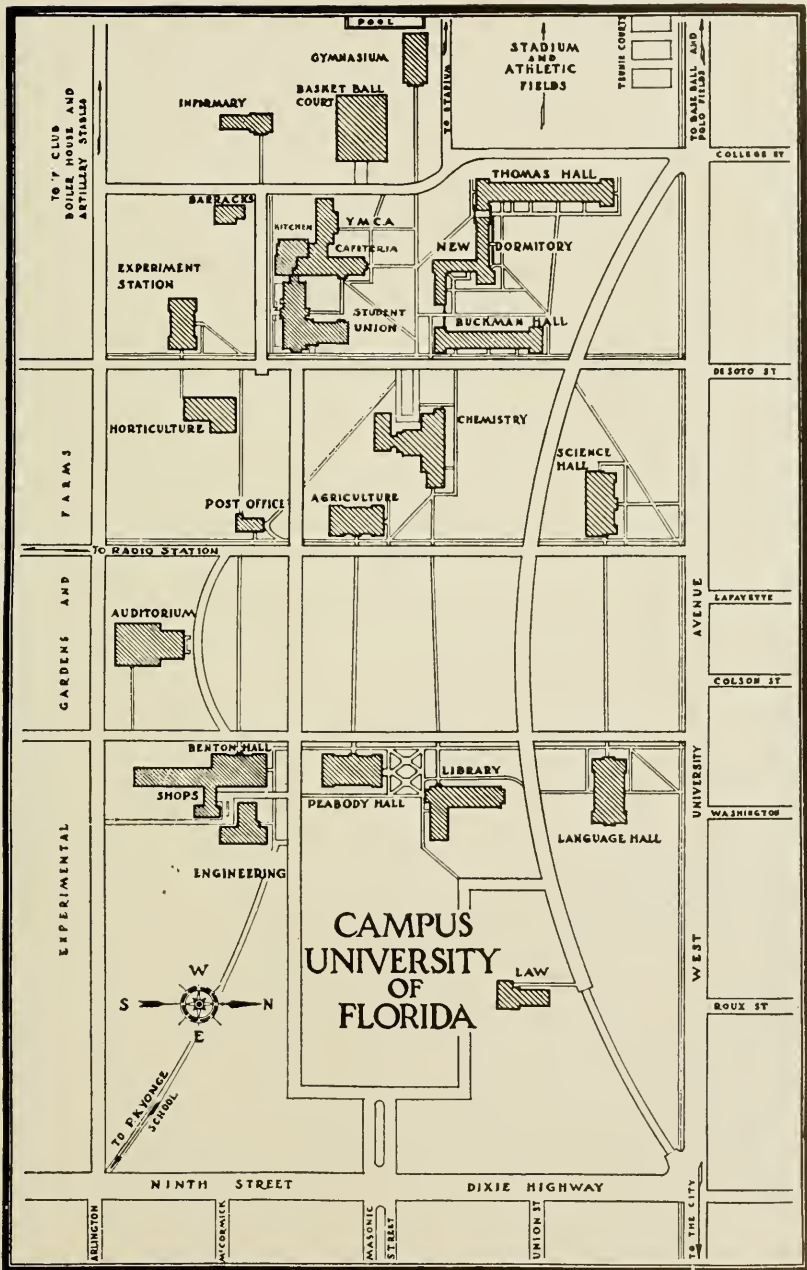 POOL
GYMNASIUM
STADIUM
AND
ATHLETIC
FIELDS
TENNIS COURTS
TO STADIUM
TO BASE BALL AND
POLO FIELDS
INFIRMARY
BASKET BALL
COURT
TO "F" CLUB
BOILER HOUSE AND
ARTILLERY STABLES
COLLEGE ST
THOMAS HALL
BARRACKS
KITCHEN
YMCA
CAFETERIA
NEW DORMITORY
EXPERIMENT
STATION
STUDENT
UNION
BUCKMAN HALL
DESOTO ST
HORTICULTURE
CHEMISTRY
SCIENCE
HALL
POST OFFICE
AGRICULTURE
TO RADIO STATION
EXPERIMENTAL GARDENS AND FARMS
LAFAYETTE
AUDITORIUM
COLSON ST
WEST UNIVERSITY AVENUE
BENTON HALL
SHOPS
PEABODY HALL
LIBRARY
LANGUAGE HALL
WASHINGTON
ENGINEERING
CAMPUS
UNIVERSITY
OF
FLORIDA
LAW
W
S N
E
ROUX ST
TO P.K.YONGE
SCHOOL
NINTH STREET
DIXIE HIGHWAY
ARLINGTON
McCORMICK
MASONIC
STREET
UNION ST
TO THE CITY